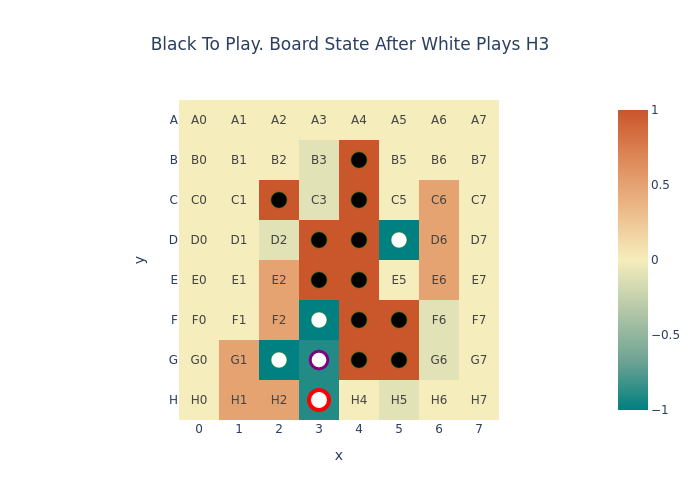 Black To Play. Board State After White Plays H3
A A0 A1 A2 A3 A4 A5 A6 A7
B B0 B1 B2 B3 B5 B6 B7
C C0 C1 C3 C5 C6 C7
D D0 D1 D2 D6 D7
E E0 E1 E2 E5 E6 E7
F F0 F1 F2 F6 F7
G G0 G1 G6 G7
H H0 H1 H2 H4 H5 H6 H7
0 1 2 3 4 5 6 7
x
y
1
0.5
0
−0.5
−1